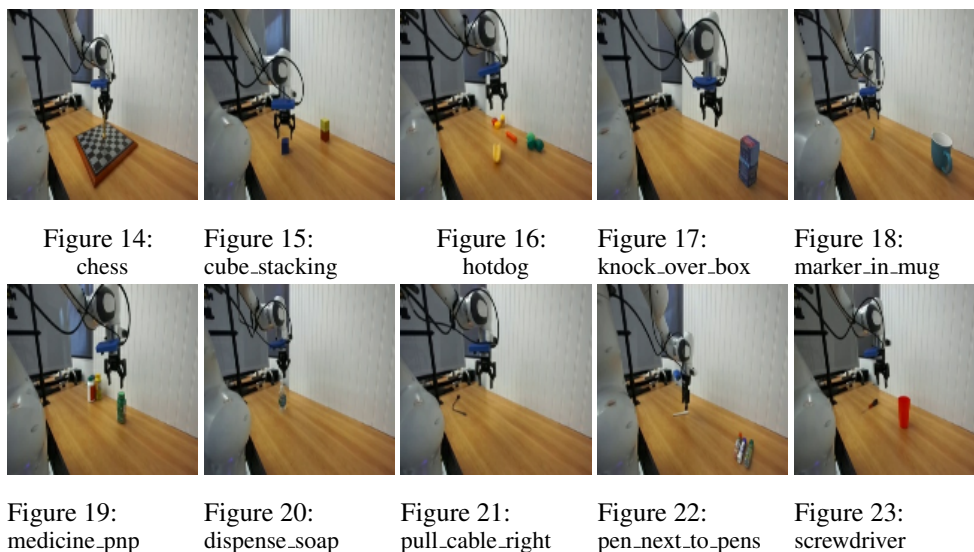 Figure 14:
chess
Figure 15:
cube_stacking
Figure 16:
hotdog
Figure 17:
knock_over_box
Figure 18:
marker_in_mug
Figure 19:
medicine_pnp
Figure 20:
dispense_soap
Figure 21:
pull_cable_right
Figure 22:
pen_next_to_pens
Figure 23:
screwdriver